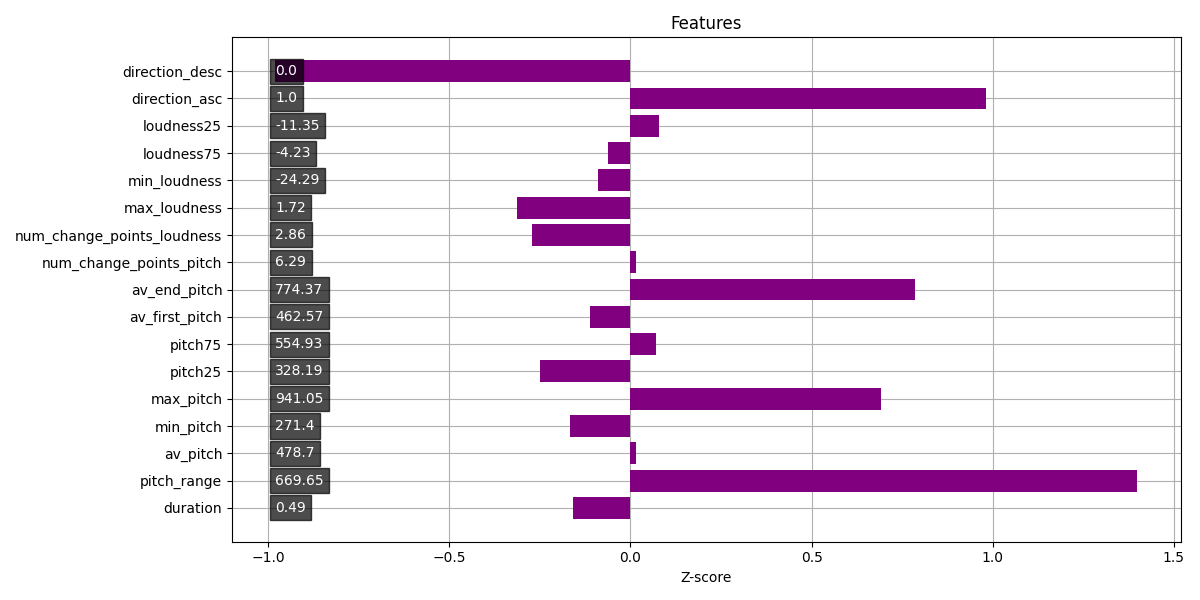 Features
direction_desc 0.0
direction_asc 1.0
loudness25 -11.35
loudness75 -4.23
min_loudness -24.29
max_loudness 1.72
num_change_points_loudness 2.86
num_change_points_pitch 6.29
av_end_pitch 774.37
av_first_pitch 462.57
pitch75 554.93
pitch25 328.19
max_pitch 941.05
min_pitch 271.4
av_pitch 478.7
pitch_range 669.65
duration 0.49
−1.0 −0.5 0.0 0.5 1.0 1.5
Z-score